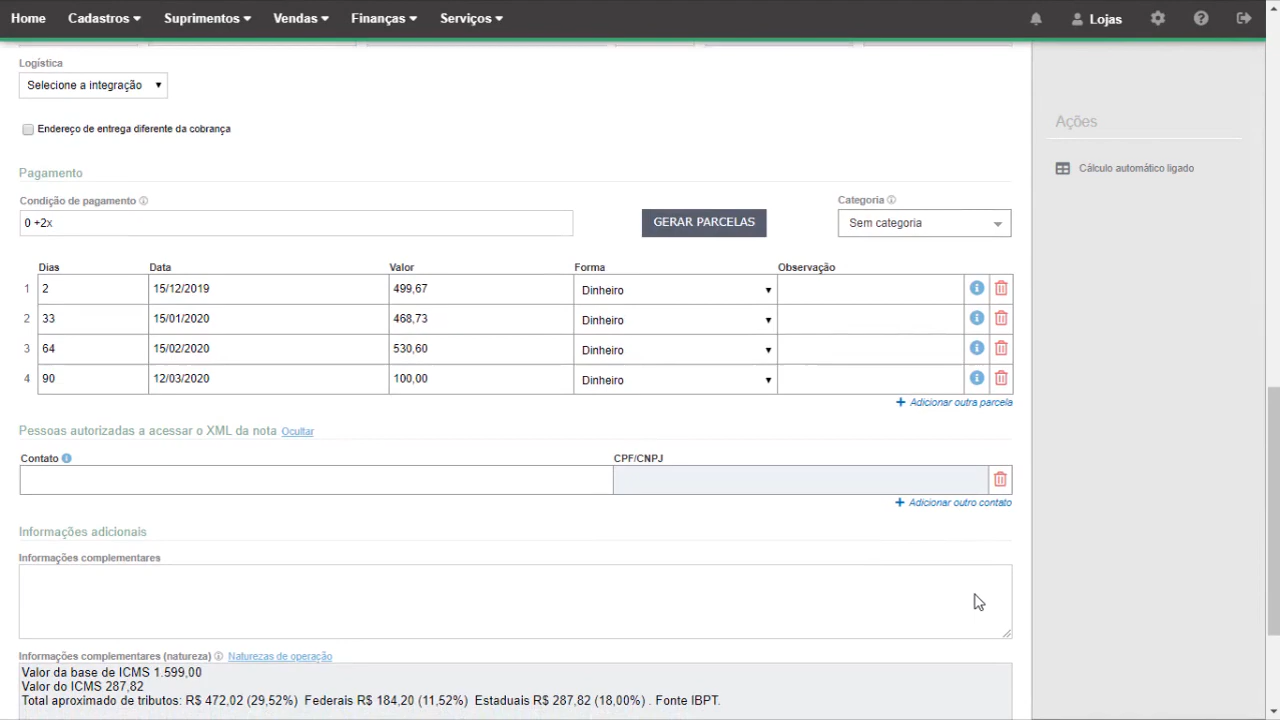 Home Cadastros Suprimentos Vendas Finanças Serviços Lojas
Logística
Selecione a integração
Endereço de entrega diferente da cobrança
Ações
Cálculo automático ligado
Pagamento
Condição de pagamento
Categoria
0 +2x
GERAR PARCELAS
Sem categoria
Dias Data Valor Forma Observação
1 2 15/12/2019 499,67 Dinheiro
2 33 15/01/2020 468,73 Dinheiro
3 64 15/02/2020 530,60 Dinheiro
4 90 12/03/2020 100,00 Dinheiro
+ Adicionar outra parcela
Pessoas autorizadas a acessar o XML da nota Ocultar
Contato CPF/CNPJ
+ Adicionar outro contato
Informações adicionais
Informações complementares
Informações complementares (natureza) Naturezas de operação
Valor da base de ICMS 1.599,00
Valor do ICMS 287,82
Total aproximado de tributos: R$ 472,02 (29,52%) Federais R$ 184,20 (11,52%) Estaduais R$ 287,82 (18,00%) . Fonte IBPT.